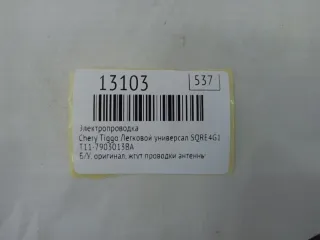 13103
537
Электропроводка
Chery Tiggo Легковой универсал SQRE4G1
T11-7903013BA
Б/У, оригинал, жгут проводки антенны